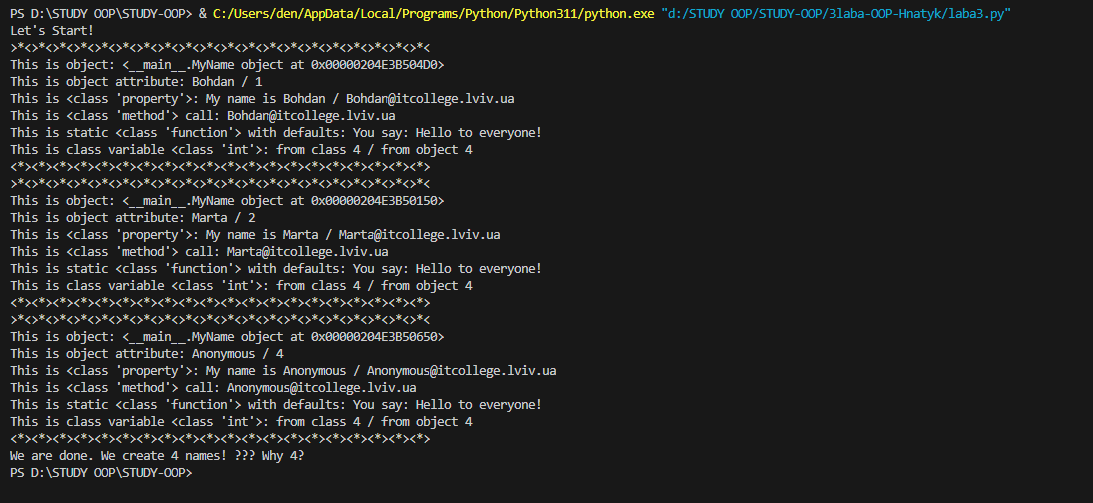 PS D:\STUDY OOP\STUDY-OOP> & C:/Users/den/AppData/Local/Programs/Python/Python311/python.exe "d:/STUDY OOP/STUDY-OOP/3laba-OOP-Hnatyk/laba3.py"
Let's Start!
>*<>*<>*<>*<>*<>*<>*<>*<>*<>*<>*<>*<>*<>*<>*<>*<>*<>*<>*<>*<
This is object: <__main__.MyName object at 0x00000204E3B504D0>
This is object attribute: Bohdan / 1
This is <class 'property'>: My name is Bohdan / Bohdan@itcollege.lviv.ua
This is <class 'method'> call: Bohdan@itcollege.lviv.ua
This is static <class 'function'> with defaults: You say: Hello to everyone!
This is class variable <class 'int'>: from class 4 / from object 4
<*><*><*><*><*><*><*><*><*><*><*><*><*><*><*><*><*><*><*><*>
>*<>*<>*<>*<>*<>*<>*<>*<>*<>*<>*<>*<>*<>*<>*<>*<>*<>*<>*<>*<
This is object: <__main__.MyName object at 0x00000204E3B50150>
This is object attribute: Marta / 2
This is <class 'property'>: My name is Marta / Marta@itcollege.lviv.ua
This is <class 'method'> call: Marta@itcollege.lviv.ua
This is static <class 'function'> with defaults: You say: Hello to everyone!
This is class variable <class 'int'>: from class 4 / from object 4
<*><*><*><*><*><*><*><*><*><*><*><*><*><*><*><*><*><*><*><*>
>*<>*<>*<>*<>*<>*<>*<>*<>*<>*<>*<>*<>*<>*<>*<>*<>*<>*<>*<>*<
This is object: <__main__.MyName object at 0x00000204E3B50650>
This is object attribute: Anonymous / 4
This is <class 'property'>: My name is Anonymous / Anonymous@itcollege.lviv.ua
This is <class 'method'> call: Anonymous@itcollege.lviv.ua
This is static <class 'function'> with defaults: You say: Hello to everyone!
This is class variable <class 'int'>: from class 4 / from object 4
<*><*><*><*><*><*><*><*><*><*><*><*><*><*><*><*><*><*><*><*>
We are done. We create 4 names! ??? Why 4?
PS D:\STUDY OOP\STUDY-OOP>